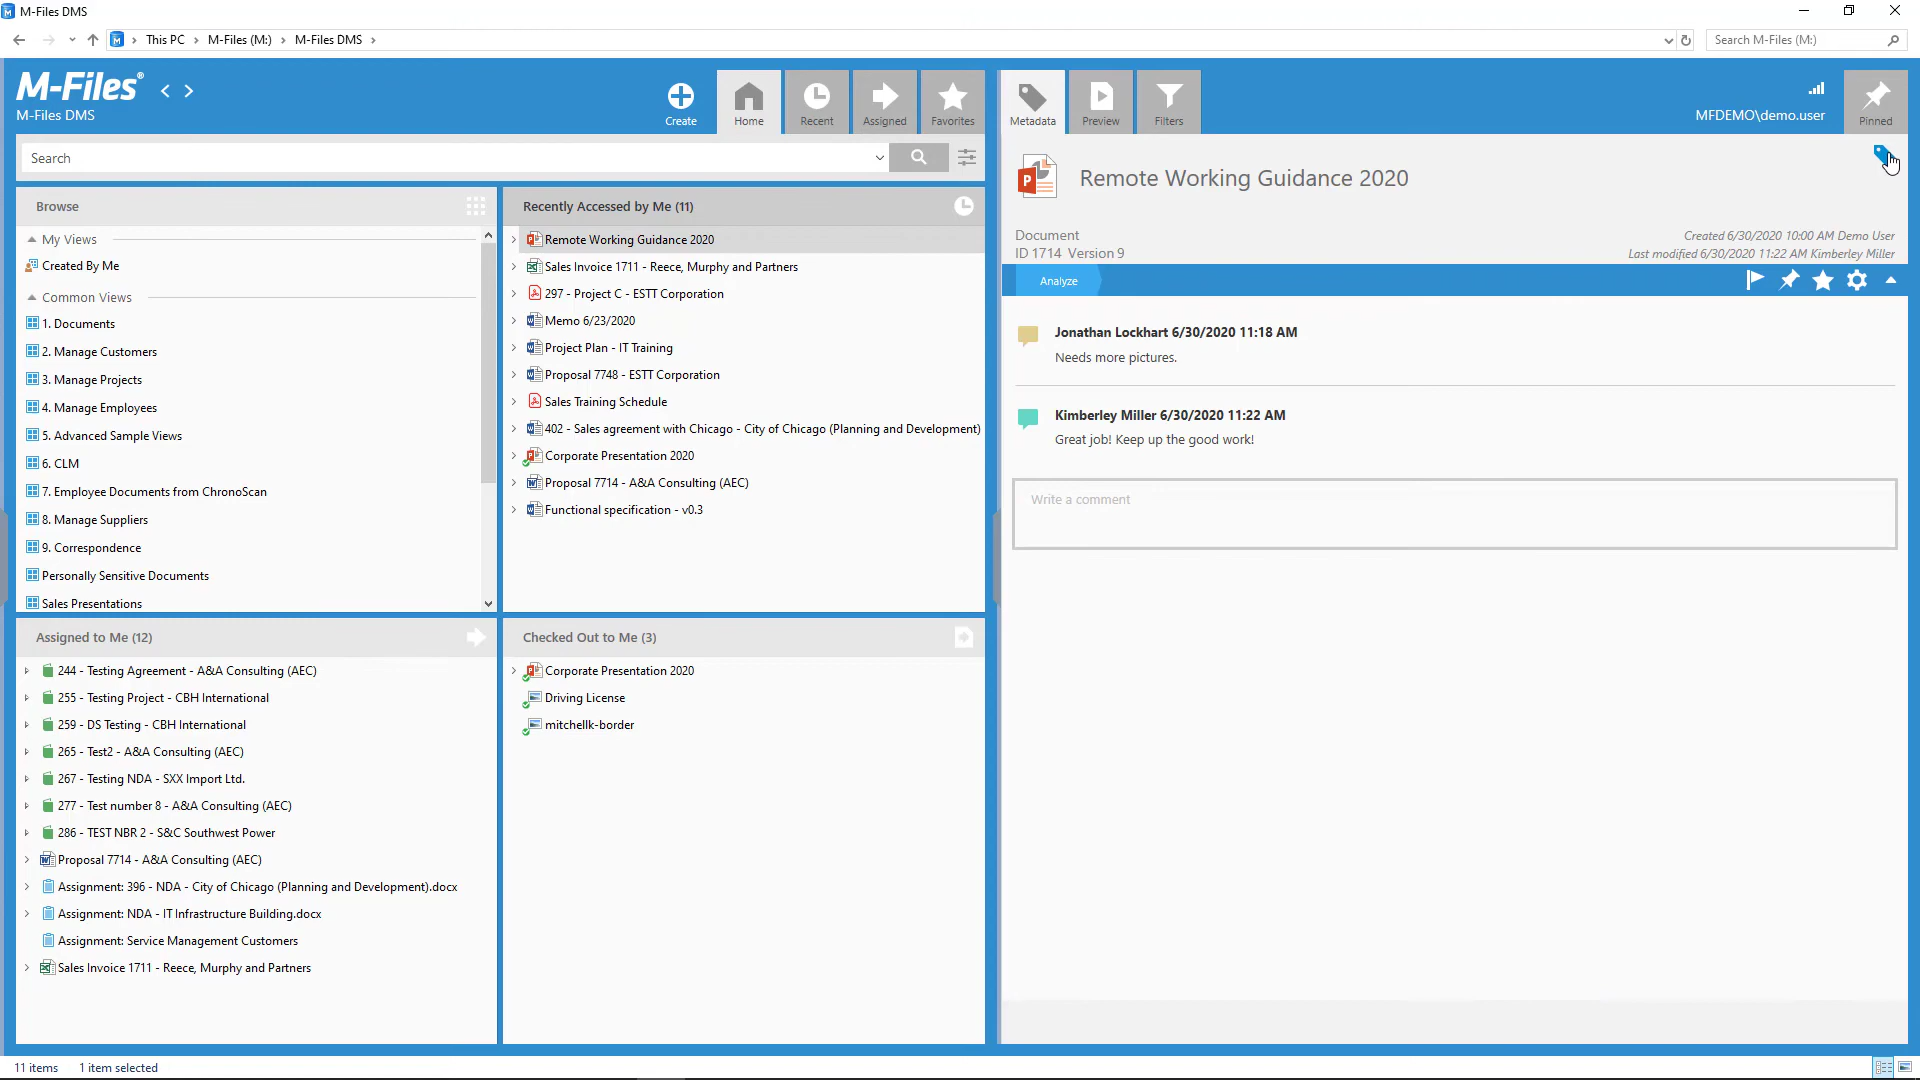 M-Files DMS
This PC
M-Files (M:)
M-Files DMS
Search M-Files (M:)
M-Files®
M-Files DMS
Create
Home
Recent
Assigned
Favorites
Metadata
Preview
Filters
MFDEMO\demo.user
Pinned
Search
Browse
My Views
Created By Me
Common Views
1. Documents
2. Manage Customers
3. Manage Projects
4. Manage Employees
5. Advanced Sample Views
6. CLM
7. Employee Documents from ChronoScan
8. Manage Suppliers
9. Correspondence
Personally Sensitive Documents
Sales Presentations
Recently Accessed by Me (11)
Remote Working Guidance 2020
Sales Invoice 1711 - Reece, Murphy and Partners
297 - Project C - ESTT Corporation
Memo 6/23/2020
Project Plan - IT Training
Proposal 7748 - ESTT Corporation
Sales Training Schedule
402 - Sales agreement with Chicago - City of Chicago (Planning and Development)
Corporate Presentation 2020
Proposal 7714 - A&A Consulting (AEC)
Functional specification - v0.3
Assigned to Me (12)
244 - Testing Agreement - A&A Consulting (AEC)
255 - Testing Project - CBH International
259 - DS Testing - CBH International
265 - Test2 - A&A Consulting (AEC)
267 - Testing NDA - SXX Import Ltd.
277 - Test number 8 - A&A Consulting (AEC)
286 - TEST NBR 2 - S&C Southwest Power
Proposal 7714 - A&A Consulting (AEC)
Assignment: 396 - NDA - City of Chicago (Planning and Development).docx
Assignment: NDA - IT Infrastructure Building.docx
Assignment: Service Management Customers
Sales Invoice 1711 - Reece, Murphy and Partners
Checked Out to Me (3)
Corporate Presentation 2020
Driving License
mitchellk-border
Remote Working Guidance 2020
Document
ID 1714 Version 9
Created 6/30/2020 10:00 AM Demo User
Last modified 6/30/2020 11:22 AM Kimberley Miller
Analyze
Jonathan Lockhart 6/30/2020 11:18 AM
Needs more pictures.
Kimberley Miller 6/30/2020 11:22 AM
Great job! Keep up the good work!
Write a comment
11 items
1 item selected